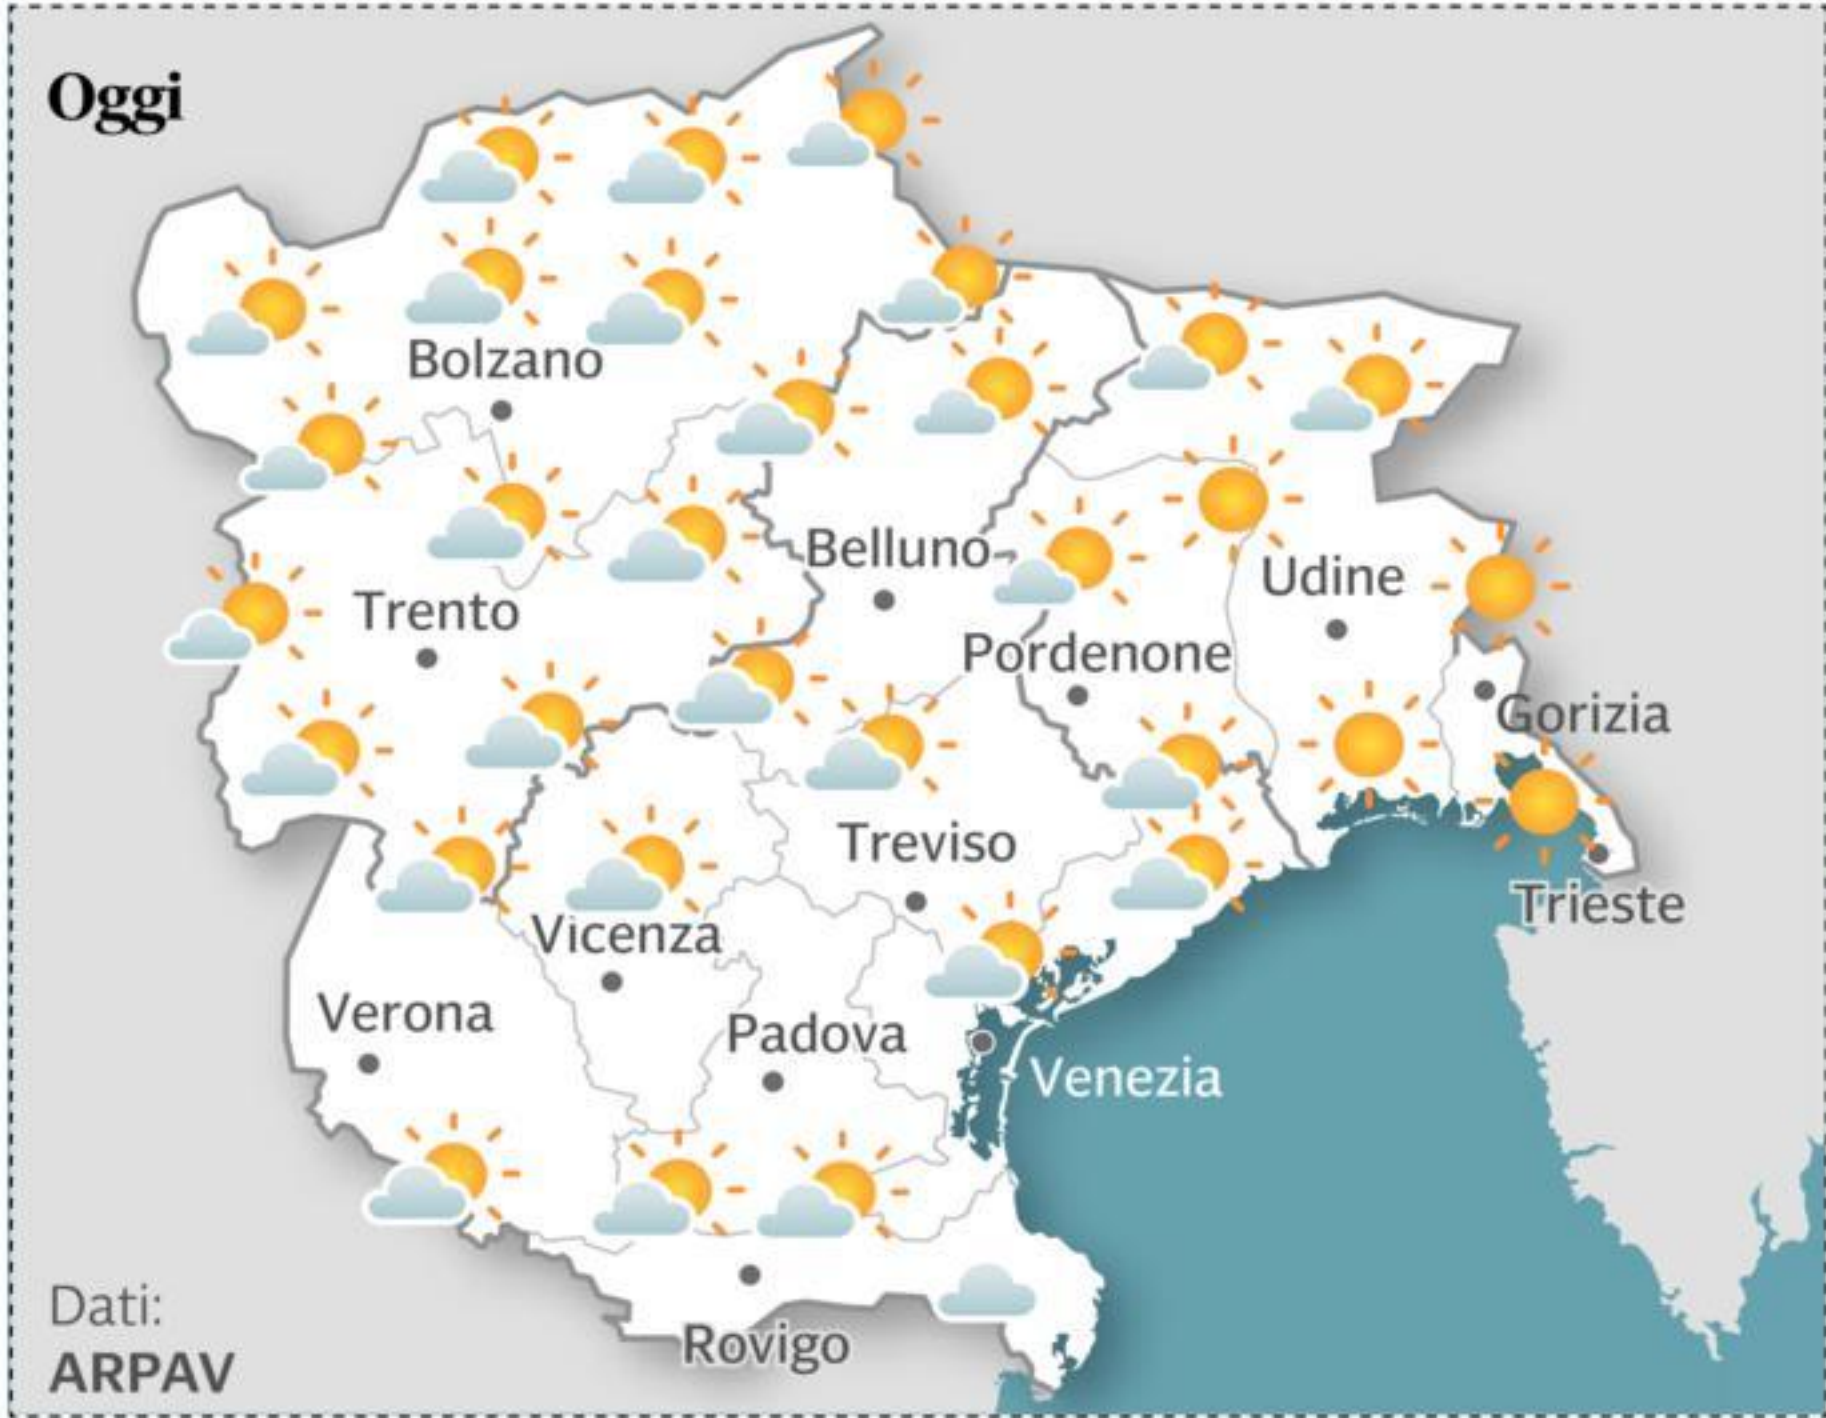 Oggi
Bolzano
Belluno
Udine
Trento
Pordenone
Gorizia
Treviso
Trieste
Vicenza
Verona
Padova
Venezia
Rovigo
Dati:
ARPAV